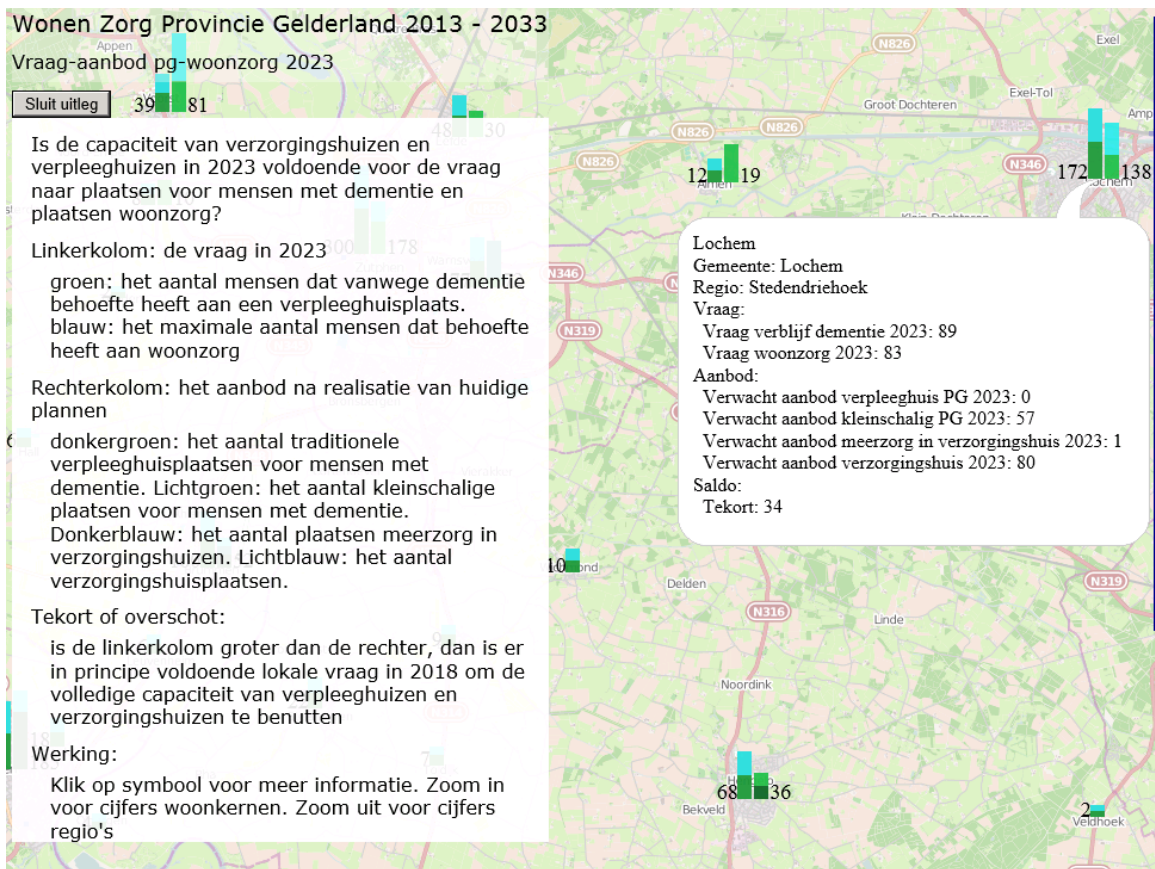 Wonen Zorg Provincie Gelderland 2013 - 2033
Appen
Vraag-aanbod pg-woonzorg 2023
Sluit uitleg
39
81
48
30
Is de capaciteit van verzorgingshuizen en
verpleeghuizen in 2023 voldoende voor de vraag
naar plaatsen voor mensen met dementie en
plaatsen woonzorg?
Linkerkolom: de vraag in 2023
300
178
groen: het aantal mensen dat vanwege dementie
behoefte heeft aan een verpleeghuisplaats.
blauw: het maximale aantal mensen dat behoefte
heeft aan woonzorg
Rechterkolom: het aanbod na realisatie van huidige
plannen
donkergroen: het aantal traditionele
verpleeghuisplaatsen voor mensen met
dementie. Lichtgroen: het aantal kleinschalige
plaatsen voor mensen met dementie.
Donkerblauw: het aantal plaatsen meerzorg in
verzorgingshuizen. Lichtblauw: het aantal
verzorgingshuisplaatsen.
Tekort of overschot:
is de linkerkolom groter dan de rechter, dan is er
in principe voldoende lokale vraag in 2018 om de
volledige capaciteit van verpleeghuizen en
verzorgingshuizen te benutten
Werking:
Klik op symbool voor meer informatie. Zoom in
voor cijfers woonkernen. Zoom uit voor cijfers
regio's
6
7
N826
Exel
Exel-Tol
Groot Dochteren
Amp
N826
N826
N826
N346
12
19
Almen
172
138
Klein Dochteren
N346
N319
Lochem
Gemeente: Lochem
Regio: Stedendriehoek
Vraag:
Vraag verblijf dementie 2023: 89
Vraag woonzorg 2023: 83
Aanbod:
Verwacht aanbod verpleeghuis PG 2023: 0
Verwacht aanbod kleinschalig PG 2023: 57
Verwacht aanbod meerzorg in verzorgingshuis 2023: 1
Verwacht aanbod verzorgingshuis 2023: 80
Saldo:
Tekort: 34
10
Delden
N319
N316
Linde
Noordink
68
36
Bekveld
2
Veldhoek